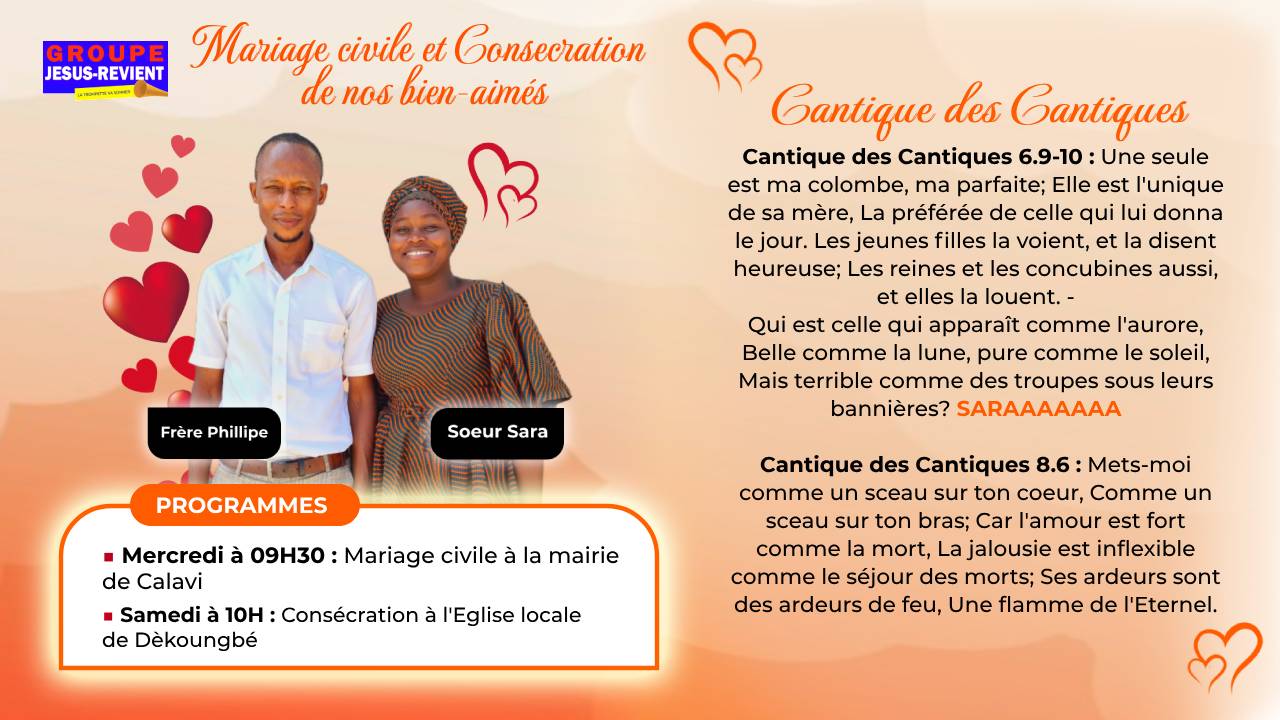 GROUPE
JESUS-REVIENT
LA TROMPETTE VA SONNER
Mariage civile et Consecration
de nos bien-aimés
Frère Phillipe
Soeur Sara
PROGRAMMES
▪ Mercredi à 09H30 : Mariage civile à la mairie
de Calavi
▪ Samedi à 10H : Consécration à l'Eglise locale
de Dèkoungbé
Cantique des Cantiques
Cantique des Cantiques 6.9-10 : Une seule
est ma colombe, ma parfaite; Elle est l'unique
de sa mère, La préférée de celle qui lui donna
le jour. Les jeunes filles la voient, et la disent
heureuse; Les reines et les concubines aussi,
et elles la louent. -
Qui est celle qui apparaît comme l'aurore,
Belle comme la lune, pure comme le soleil,
Mais terrible comme des troupes sous leurs
bannières? SARAAAAAAA
Cantique des Cantiques 8.6 : Mets-moi
comme un sceau sur ton coeur, Comme un
sceau sur ton bras; Car l'amour est fort
comme la mort, La jalousie est inflexible
comme le séjour des morts; Ses ardeurs sont
des ardeurs de feu, Une flamme de l'Eternel.